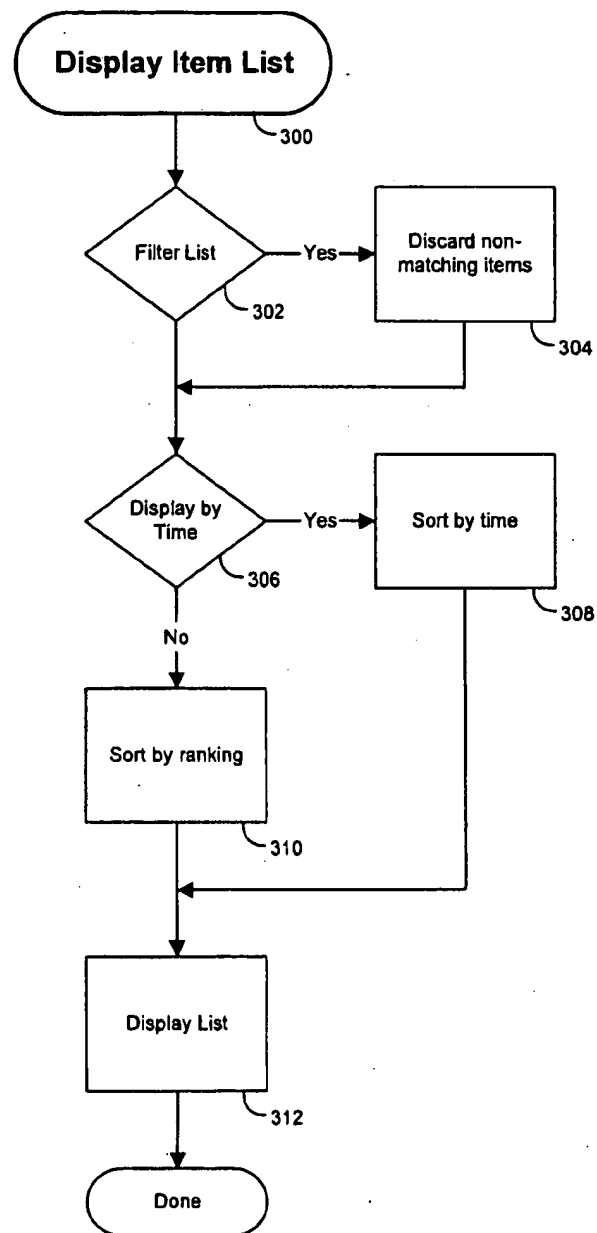 Display Item List
300
Filter List
Yes
Discard non-
matching items
302
304
Display by
Time
Yes
Sort by time
306
308
No
Sort by ranking
310
Display List
312
Done